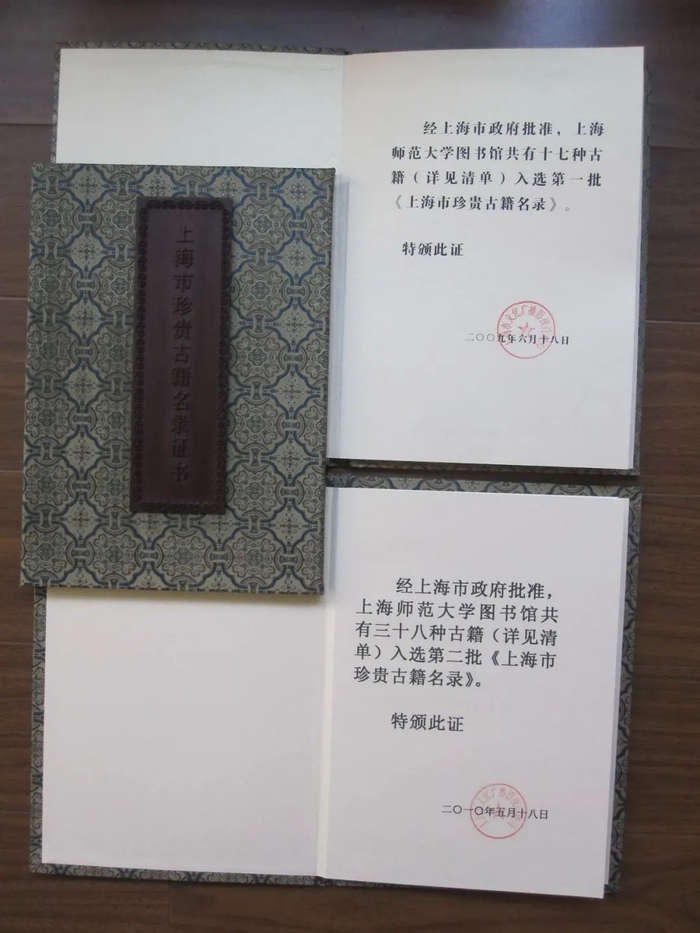 经上海市政府批准，上海
师范大学图书馆共有十七种古
籍（详见清单）入选第一批
《上海市珍贵古籍名录》。
特颁此证
二〇〇九年六月十八日
上海市珍贵古籍名录证书
经上海市政府批准，
上海师范大学图书馆共
有三十八种古籍（详见清
单）入选第二批《上海市
珍贵古籍名录》。
特颁此证
二〇一〇年五月十八日